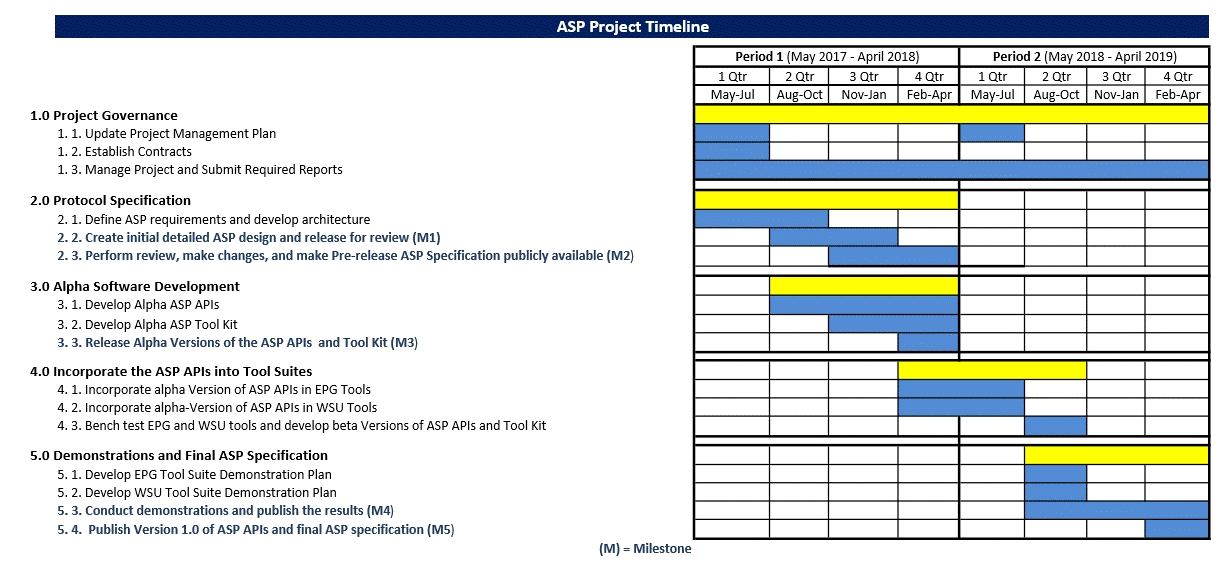 ASP Project Timeline
Period 1 (May 2017 - April 2018) Period 2 (May 2018 - April 2019)
1 Qtr 2 Qtr 3 Qtr 4 Qtr 1 Qtr 2 Qtr 3 Qtr 4 Qtr
May-Jul Aug-Oct Nov-Jan Feb-Apr May-Jul Aug-Oct Nov-Jan Feb-Apr
1.0 Project Governance
1. 1. Update Project Management Plan
1. 2. Establish Contracts
1. 3. Manage Project and Submit Required Reports
2.0 Protocol Specification
2. 1. Define ASP requirements and develop architecture
2. 2. Create initial detailed ASP design and release for review (M1)
2. 3. Perform review, make changes, and make Pre-release ASP Specification publicly available (M2)
3.0 Alpha Software Development
3. 1. Develop Alpha ASP APIs
3. 2. Develop Alpha ASP Tool Kit
3. 3. Release Alpha Versions of the ASP APIs and Tool Kit (M3)
4.0 Incorporate the ASP APIs into Tool Suites
4. 1. Incorporate alpha Version of ASP APIs in EPG Tools
4. 2. Incorporate alpha-Version of ASP APIs in WSU Tools
4. 3. Bench test EPG and WSU tools and develop beta Versions of ASP APIs and Tool Kit
5.0 Demonstrations and Final ASP Specification
5. 1. Develop EPG Tool Suite Demonstration Plan
5. 2. Develop WSU Tool Suite Demonstration Plan
5. 3. Conduct demonstrations and publish the results (M4)
5. 4. Publish Version 1.0 of ASP APIs and final ASP specification (M5)
(M) = Milestone